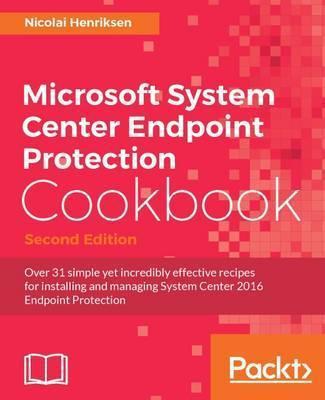 Nicolai Henriksen
Microsoft System
Center Endpoint
Protection
Cookbook
Second Edition
Over 31 simple yet incredibly effective recipes
for installing and managing System Center 2016
Endpoint Protection
Packt>